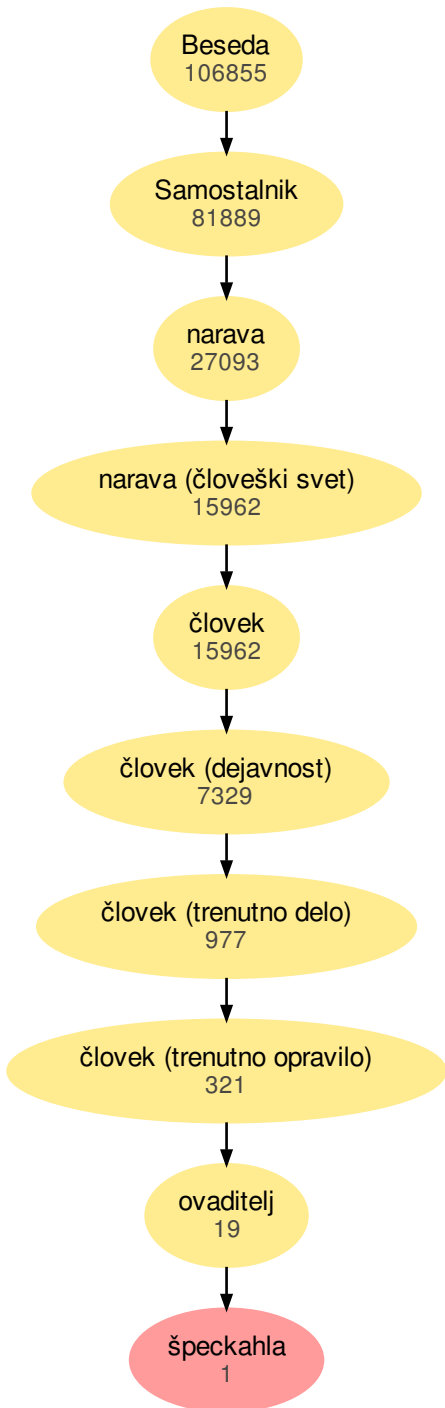 Beseda
106855
Samostalnik
81889
narava
27093
narava (človeški svet)
15962
človek
15962
človek (dejavnost)
7329
človek (trenutno delo)
977
človek (trenutno opravilo)
321
ovaditelj
19
špeckahla
1